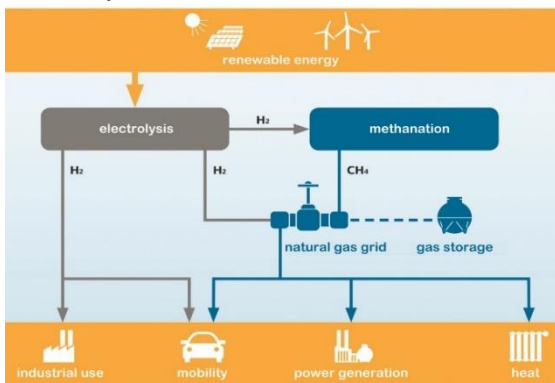 renewable energy
electrolysis
H₂
methanation
H₂
H₂
CH₄
natural gas grid
gas storage
industrial use
mobility
power generation
heat